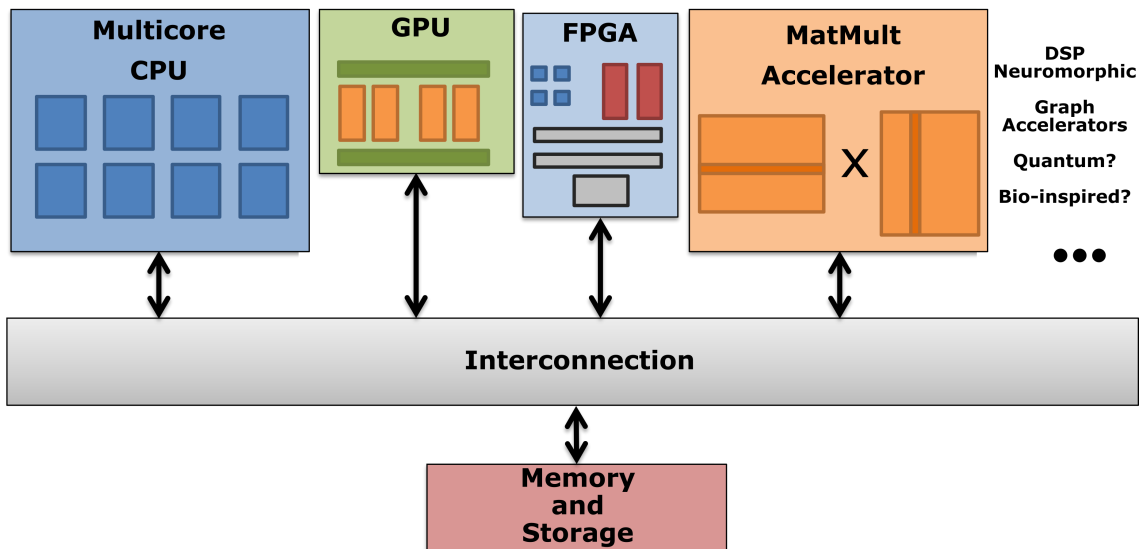 Multicore
CPU
GPU
FPGA
MatMult
Accelerator
X
DSP
Neuromorphic
Graph
Accelerators
Quantum?
Bio-inspired?
●●●
Interconnection
Memory
and
Storage